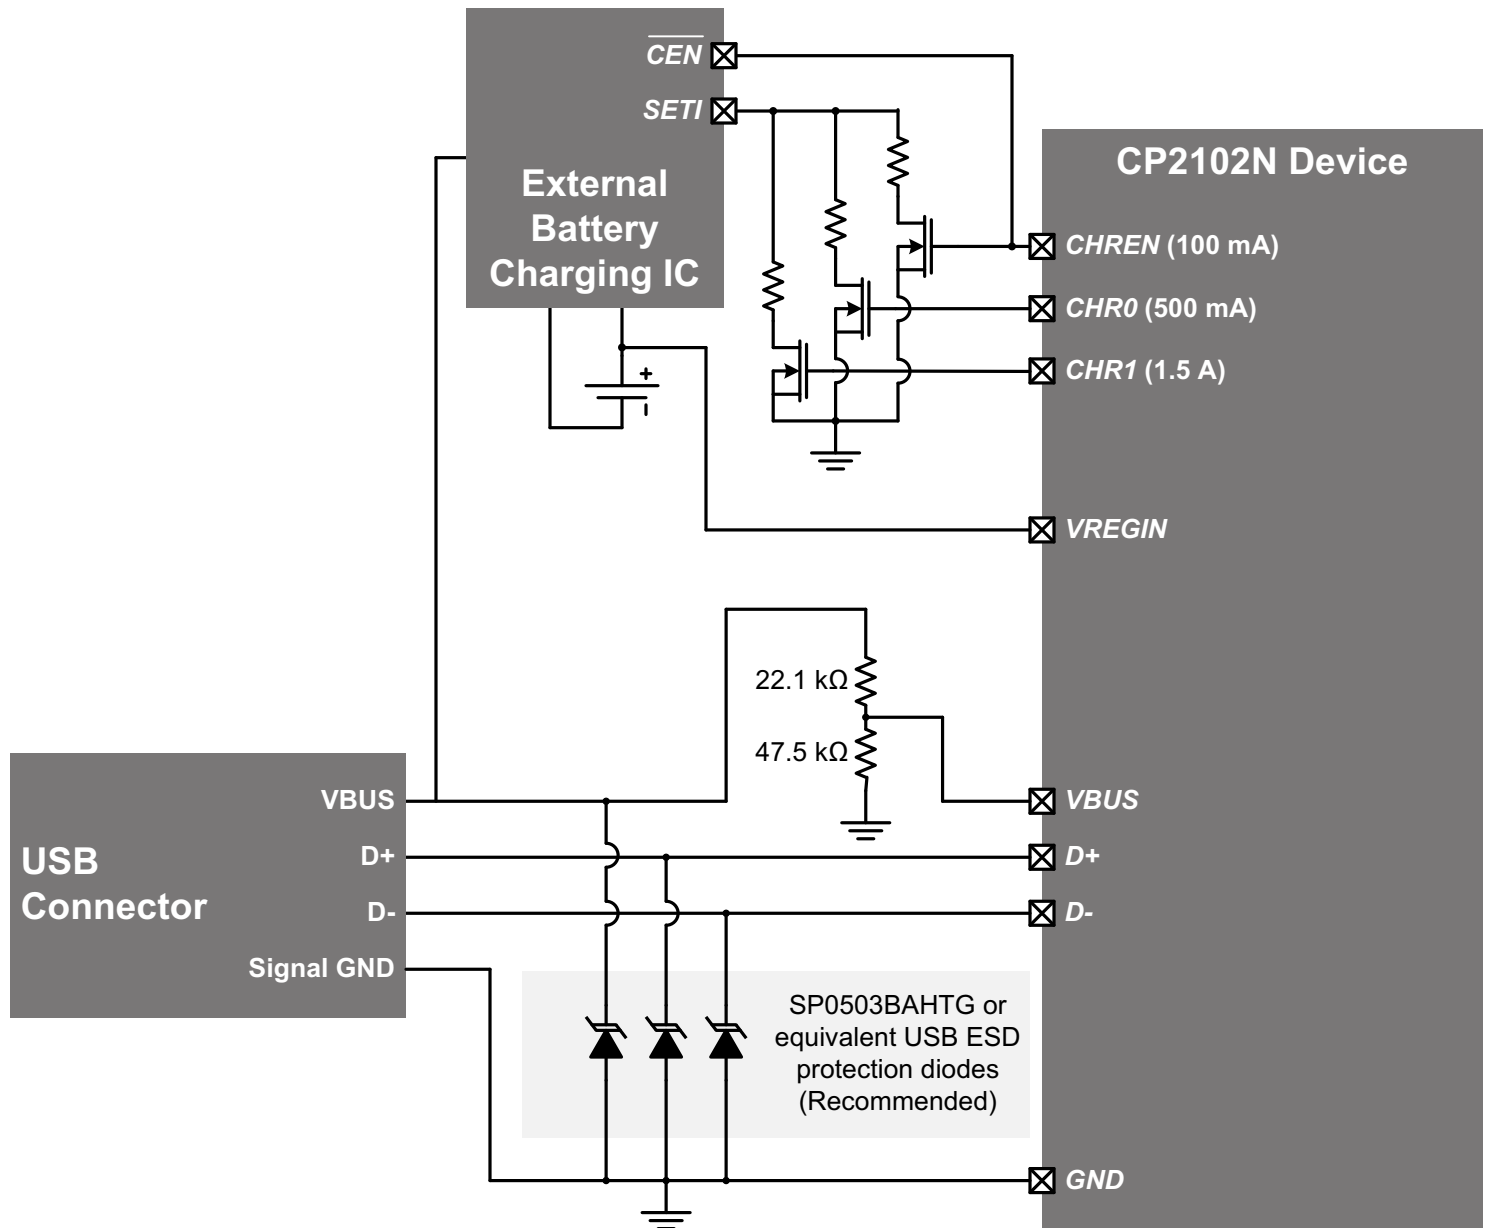 CEN
SETI
External
Battery
Charging IC
+
-
CP2102N Device
CHREN (100 mA)
CHR0 (500 mA)
CHR1 (1.5 A)
VREGIN
22.1 kΩ
47.5 kΩ
VBUS
D+
D-
GND
USB
Connector
VBUS
D+
D-
Signal GND
SP0503BAHTG or
equivalent USB ESD
protection diodes
(Recommended)